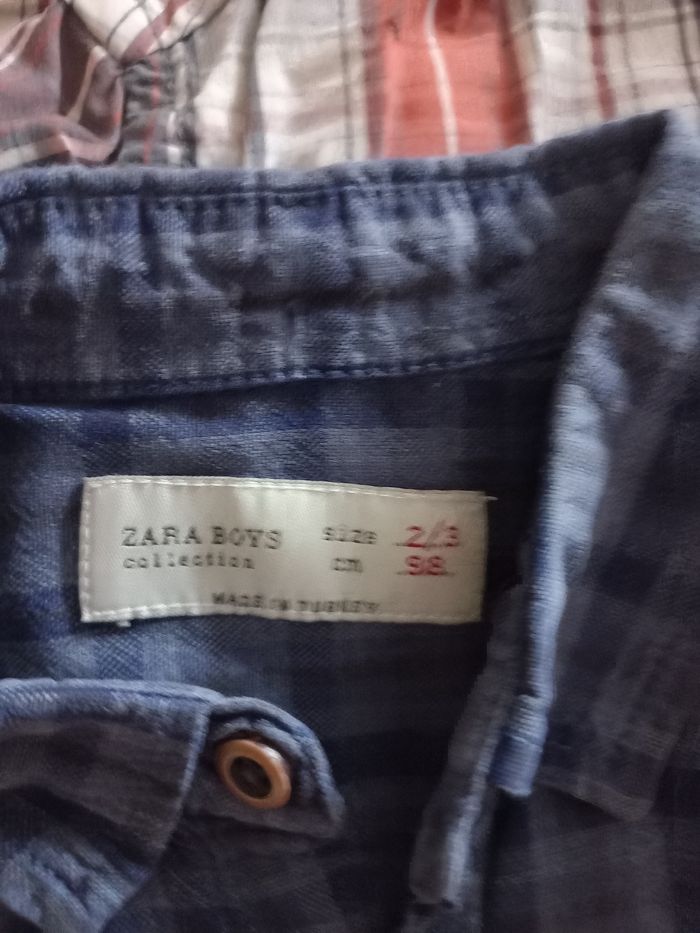 ZARA BOYS size 2/3
collection cm 98
MADE IN TURKEY